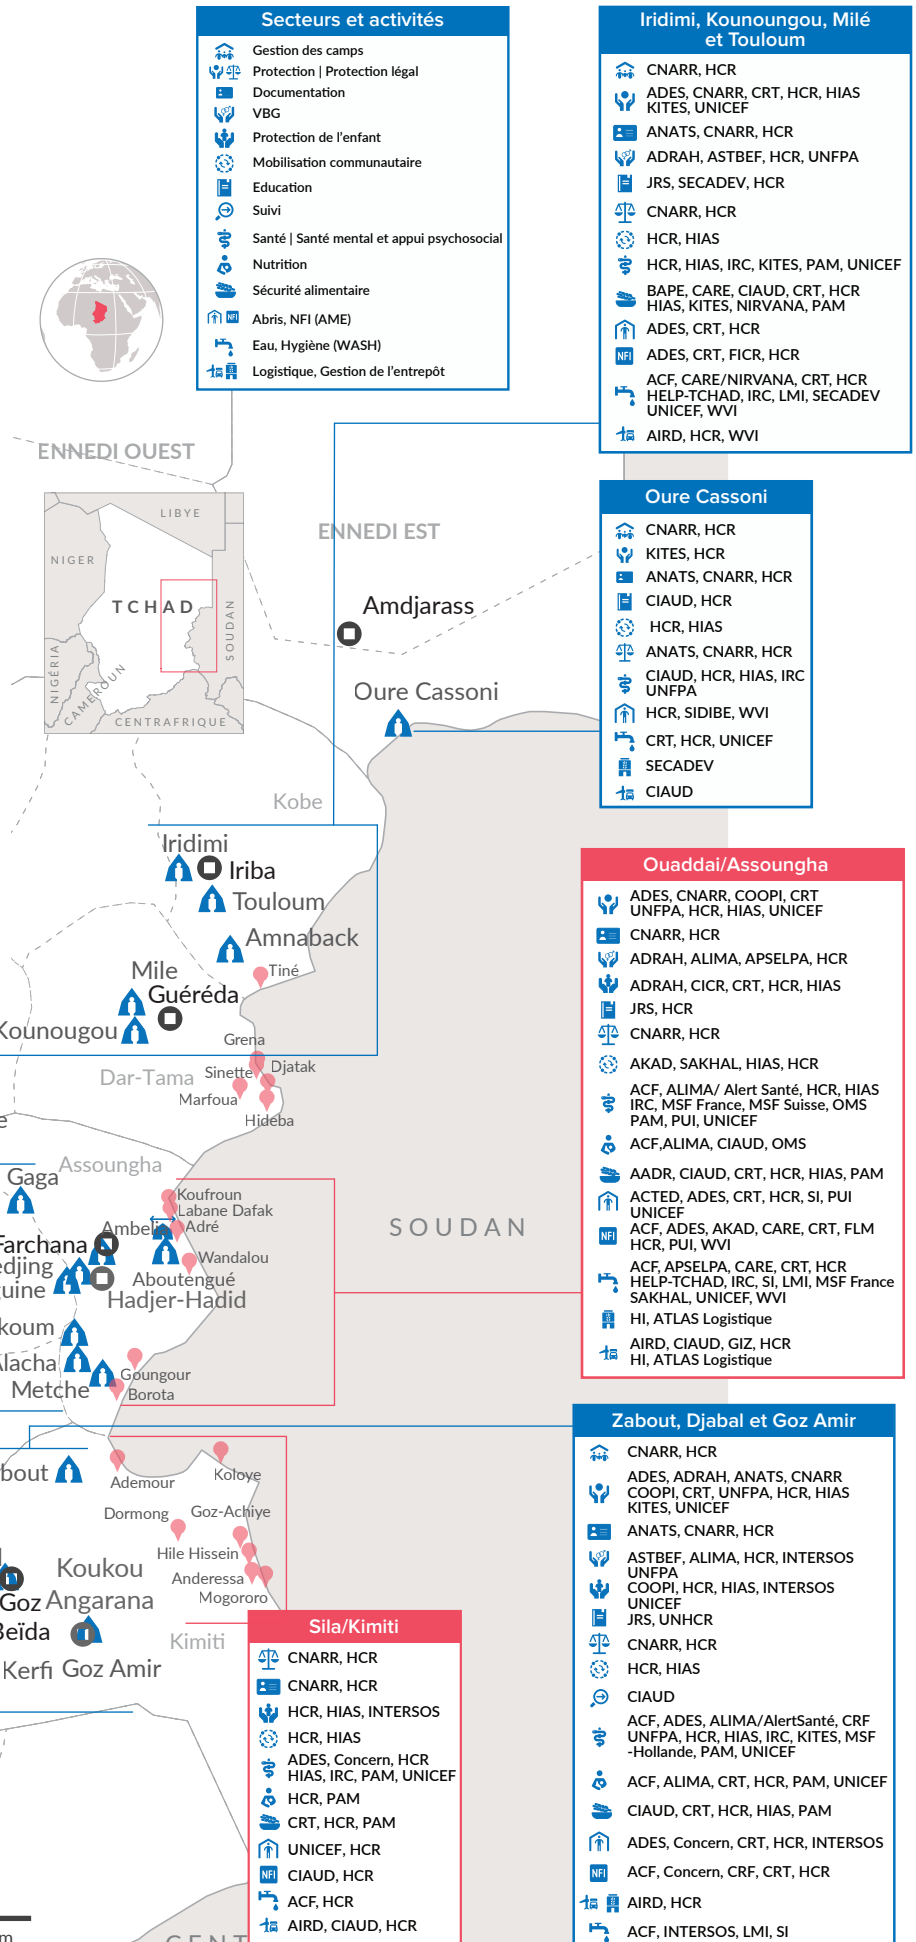 Secteurs et activités
Gestion des camps
Protection | Protection légal
Documentation
VBG
Protection de l'enfant
Mobilisation communautaire
Education
Suivi
Santé | Santé mental et appui psychosocial
Nutrition
Sécurité alimentaire
NFI
Abris, NFI (AME)
Eau, Hygiène (WASH)
Logistique, Gestion de l'entrepôt
Iridimi, Kounoungou, Milé
et Touloum
CNARR, HCR
ADES, CNARR, CRT, HCR, HIAS
KITES, UNICEF
ANATS, CNARR, HCR
ADRAH, ASTBEF, HCR, UNFPA
JRS, SECADEV, HCR
CNARR, HCR
HCR, HIAS
HCR, HIAS, IRC, KITES, PAM, UNICEF
BAPE, CARE, CIAUD, CRT, HCR
HIAS, KITES, NIRVANA, PAM
ADES, CRT, HCR
NFI
ADES, CRT, FICR, HCR
ACF, CARE/NIRVANA, CRT, HCR
HELP-TCHAD, IRC, LMI, SECADEV
UNICEF, WVI
AIRD, HCR, WVI
ENNEDI OUEST
ENNEDI EST
LIBYE
NIGER
TCHAD
SOUDAN
NIGÉRIA
CAMEROUN
CENTRAFRIQUE
Oure Cassoni
CNARR, HCR
KITES, HCR
ANATS, CNARR, HCR
CIAUD, HCR
HCR, HIAS
ANATS, CNARR, HCR
CIAUD, HCR, HIAS, IRC
UNFPA
HCR, SIDIBE, WVI
CRT, HCR, UNICEF
SECADEV
CIAUD
Amdjarass
Oure Cassoni
Kobe
Iridimi
Iriba
Touloum
Amnaback
Tiné
Mile
Guéréda
Kounougou
Grena
Sinette
Djatak
Dar-Tama
Marfoua
Hideba
e
Assoungha
Gaga
Koufroun
Labane Dafak
Ambelia
Adré
Farchana
Wandalou
edjing
Aboutengué
uine
Hadjer-Hadid
SOUDAN
koum
Alacha
Metche
Goungour
Borota
Ouaddai/Assoungha
ADES, CNARR, COOPI, CRT
UNFPA, HCR, HIAS, UNICEF
CNARR, HCR
ADRAH, ALIMA, APSELPA, HCR
ADRAH, CICR, CRT, HCR, HIAS
JRS, HCR
CNARR, HCR
AKAD, SAKHAL, HIAS, HCR
ACF, ALIMA/ Alert Santé, HCR, HIAS
IRC, MSF France, MSF Suisse, OMS
PAM, PUI, UNICEF
ACF,ALIMA, CIAUD, OMS
AADR, CIAUD, CRT, HCR, HIAS, PAM
ACTED, ADES, CRT, HCR, SI, PUI
UNICEF
NFI
ACF, ADES, AKAD, CARE, CRT, FLM
HCR, PUI, WVI
ACF, APSELPA, CARE, CRT, HCR
HELP-TCHAD, IRC, SI, LMI, MSF France
SAKHAL, UNICEF, WVI
HI, ATLAS Logistique
AIRD, CIAUD, GIZ, HCR
HI, ATLAS Logistique
bout
Ademour
Koloye
Dormong
Goz-Achiye
Hile Hissein
Anderessa
Mogororo
Koukou
Angarana
Goz
Beïda
Kimiti
Kerfi
Goz Amir
Sila/Kimiti
CNARR, HCR
CNARR, HCR
HCR, HIAS, INTERSOS
HCR, HIAS
ADES, Concern, HCR
HIAS, IRC, PAM, UNICEF
HCR, PAM
CRT, HCR, PAM
UNICEF, HCR
NFI
CIAUD, HCR
ACF, HCR
AIRD, CIAUD, HCR
Zabout, Djabal et Goz Amir
CNARR, HCR
ADES, ADRAH, ANATS, CNARR
COOPI, CRT, UNFPA, HCR, HIAS
KITES, UNICEF
ANATS, CNARR, HCR
ASTBEF, ALIMA, HCR, INTERSOS
UNFPA
COOPI, HCR, HIAS, INTERSOS
UNICEF
JRS, UNHCR
CNARR, HCR
HCR, HIAS
CIAUD
ACF, ADES, ALIMA/AlertSanté, CRF
UNFPA, HCR, HIAS, IRC, KITES, MSF
-Hollande, PAM, UNICEF
ACF, ALIMA, CRT, HCR, PAM, UNICEF
CIAUD, CRT, HCR, HIAS, PAM
ADES, Concern, CRT, HCR, INTERSOS
NFI
ACF, Concern, CRF, CRT, HCR
AIRD, HCR
ACF, INTERSOS, LMI, SI
m
CENT